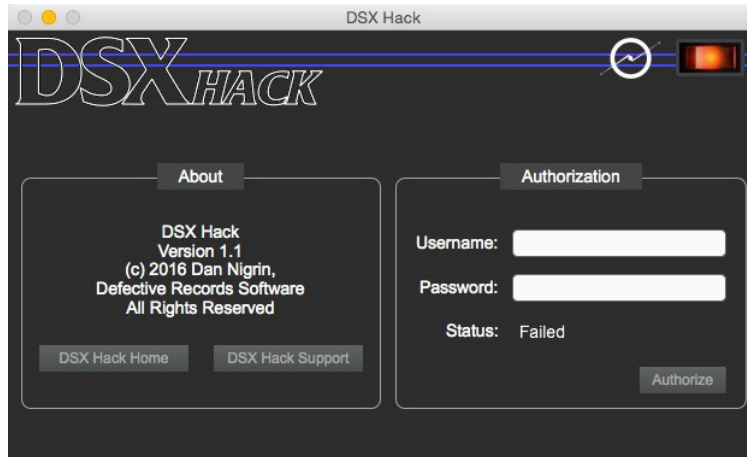 DSX Hack
DSX HACK
About
DSX Hack
Version 1.1
(c) 2016 Dan Nigrin,
Defective Records Software
All Rights Reserved
DSX Hack Home
DSX Hack Support
Authorization
Username:
Password:
Status: Failed
Authorize